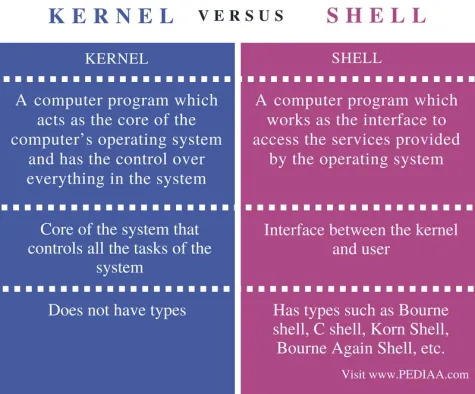 KERNEL VERSUS SHELL
KERNEL
A computer program which
acts as the core of the
computer's operating system
and has the control over
everything in the system
SHELL
A computer program which
works as the interface to
access the services provided
by the operating system
Core of the system that
controls all the tasks of the
system
Interface between the kernel
and user
Does not have types
Has types such as Bourne
shell, C shell, Korn Shell,
Bourne Again Shell, etc.
Visit www.PEDIAA.com